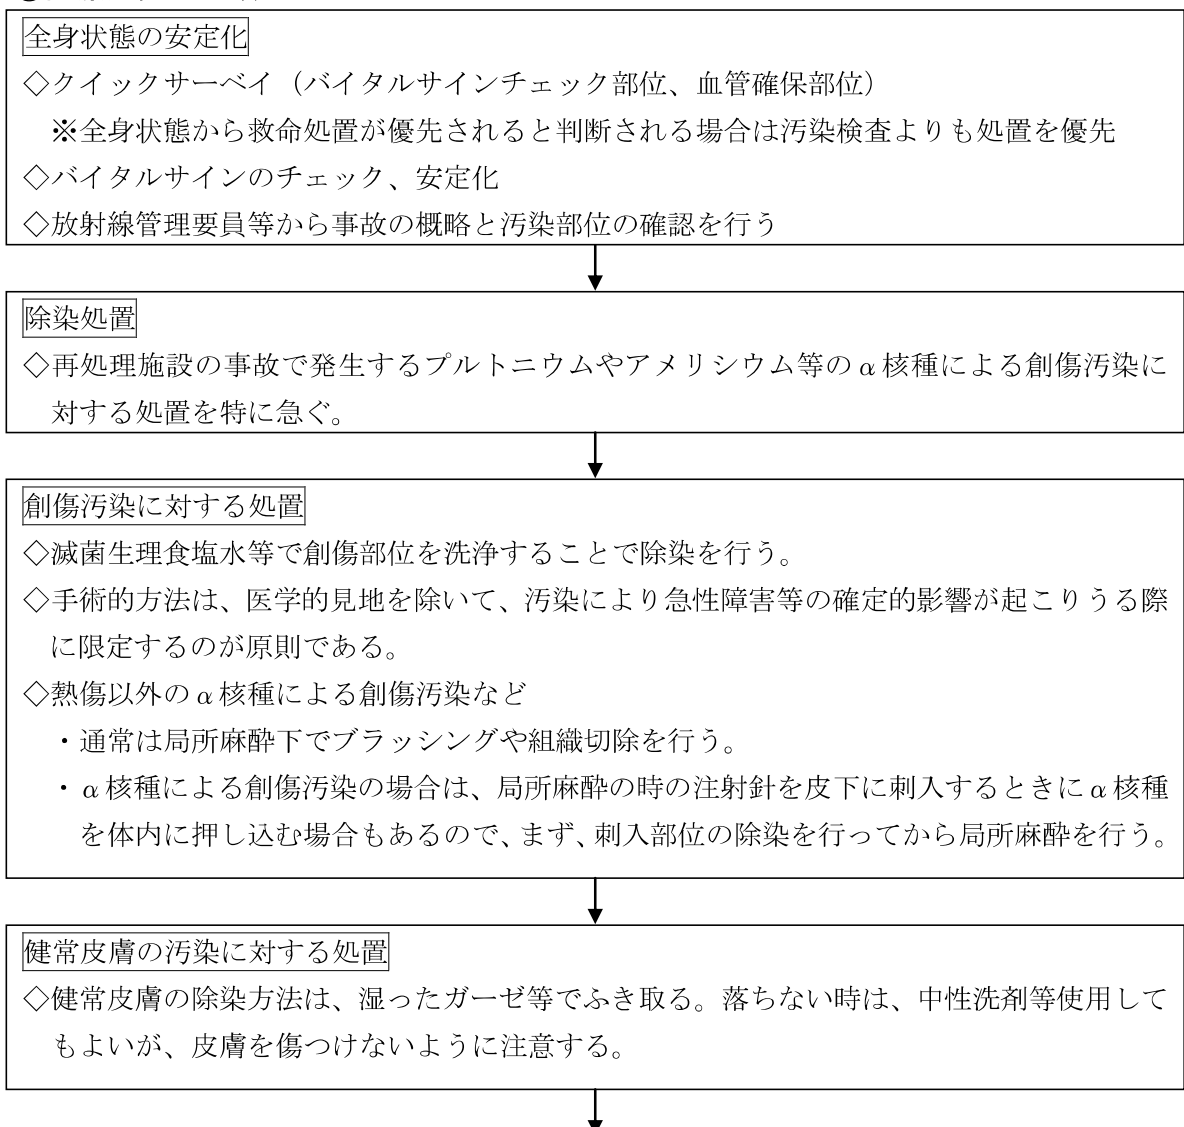 全身状態の安定化
◇クイックサーベイ（バイタルサインチェック部位、血管確保部位）
※全身状態から救命処置が優先されると判断される場合は汚染検査よりも処置を優先
◇バイタルサインのチェック、安定化
◇放射線管理要員等から事故の概略と汚染部位の確認を行う
除染処置
◇再処理施設の事故で発生するプルトニウムやアメリシウム等のα核種による創傷汚染に
対する処置を特に急ぐ。
創傷汚染に対する処置
◇滅菌生理食塩水等で創傷部位を洗浄することで除染を行う。
◇手術的方法は、医学的見地を除いて、汚染により急性障害等の確定的影響が起こりうる際
に限定するのが原則である。
◇熱傷以外のα核種による創傷汚染など
・通常は局所麻酔下でブラッシングや組織切除を行う。
・α核種による創傷汚染の場合は、局所麻酔の時の注射針を皮下に刺入するときにα核種
を体内に押し込む場合もあるので、まず、刺入部位の除染を行ってから局所麻酔を行う。
健常皮膚の汚染に対する処置
◇健常皮膚の除染方法は、湿ったガーゼ等でふき取る。落ちない時は、中性洗剤等使用して
もよいが、皮膚を傷つけないように注意する。